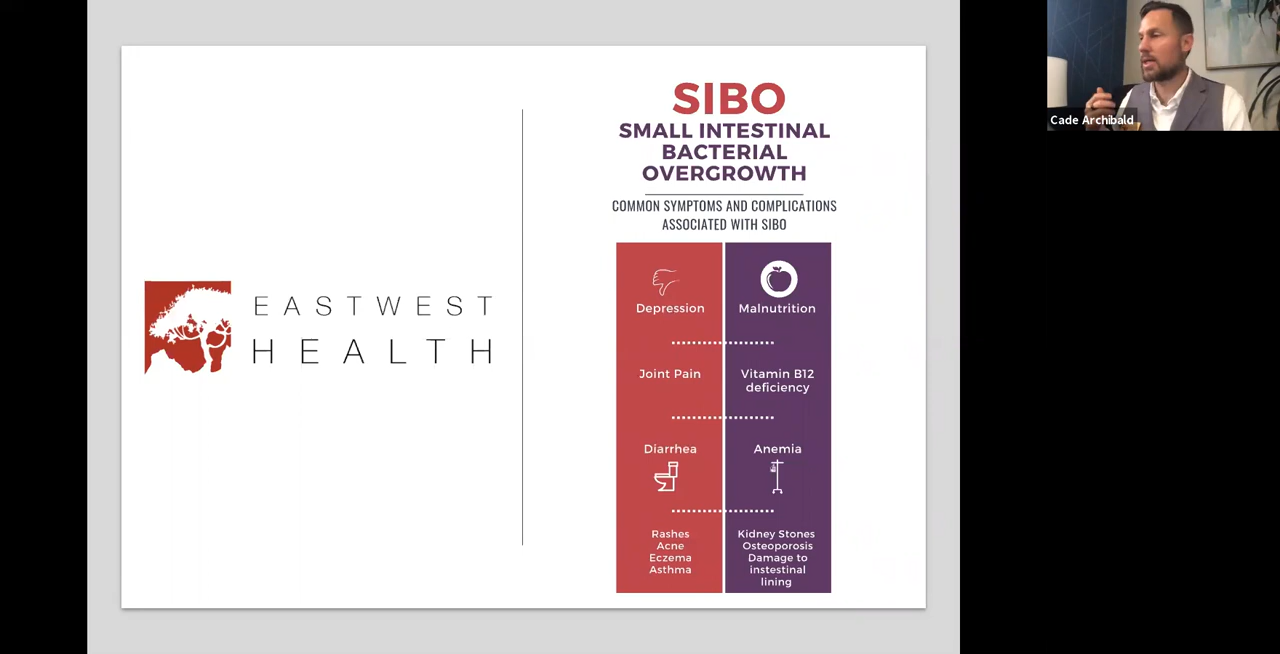 EASTWEST
HEALTH
SIBO
SMALL INTESTINAL
BACTERIAL
OVERGROWTH
COMMON SYMPTOMS AND COMPLICATIONS
ASSOCIATED WITH SIBO
Depression
Malnutrition
Joint Pain
Vitamin B12
deficiency
Diarrhea
Anemia
Rashes
Acne
Eczema
Asthma
Kidney Stones
Osteoporosis
Damage to
instestinal
lining
Cade Archibald